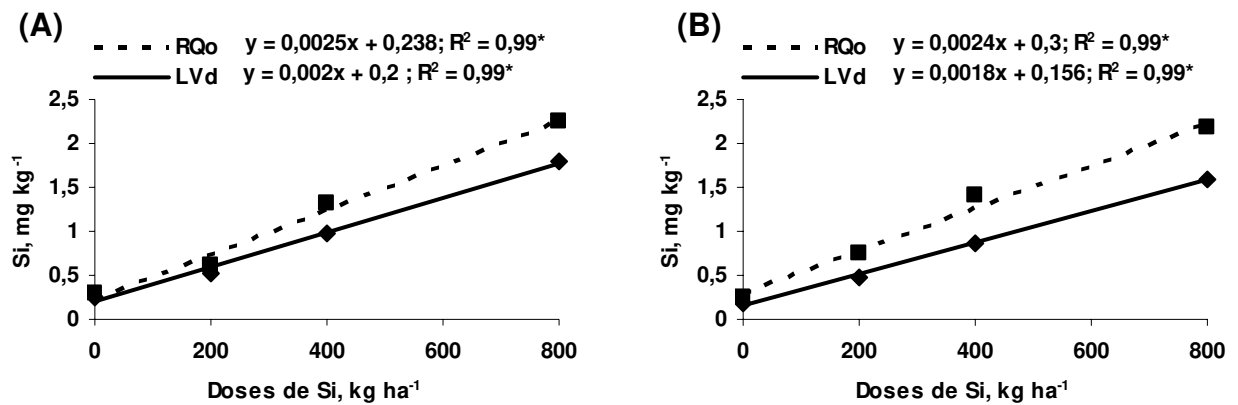 (A)
RQo y = 0,0025x + 0,238; R² = 0,99*
LVd y = 0,002x + 0,2 ; R² = 0,99*
2,5
2
1,5
1
0,5
0
Si, mg kg⁻¹
0 200 400 600 800
Doses de Si, kg ha⁻¹
(B)
RQo y = 0,0024x + 0,3; R² = 0,99*
LVd y = 0,0018x + 0,156; R² = 0,99*
2,5
2
1,5
1
0,5
0
Si, mg kg⁻¹
0 200 400 600 800
Doses de Si, kg ha⁻¹